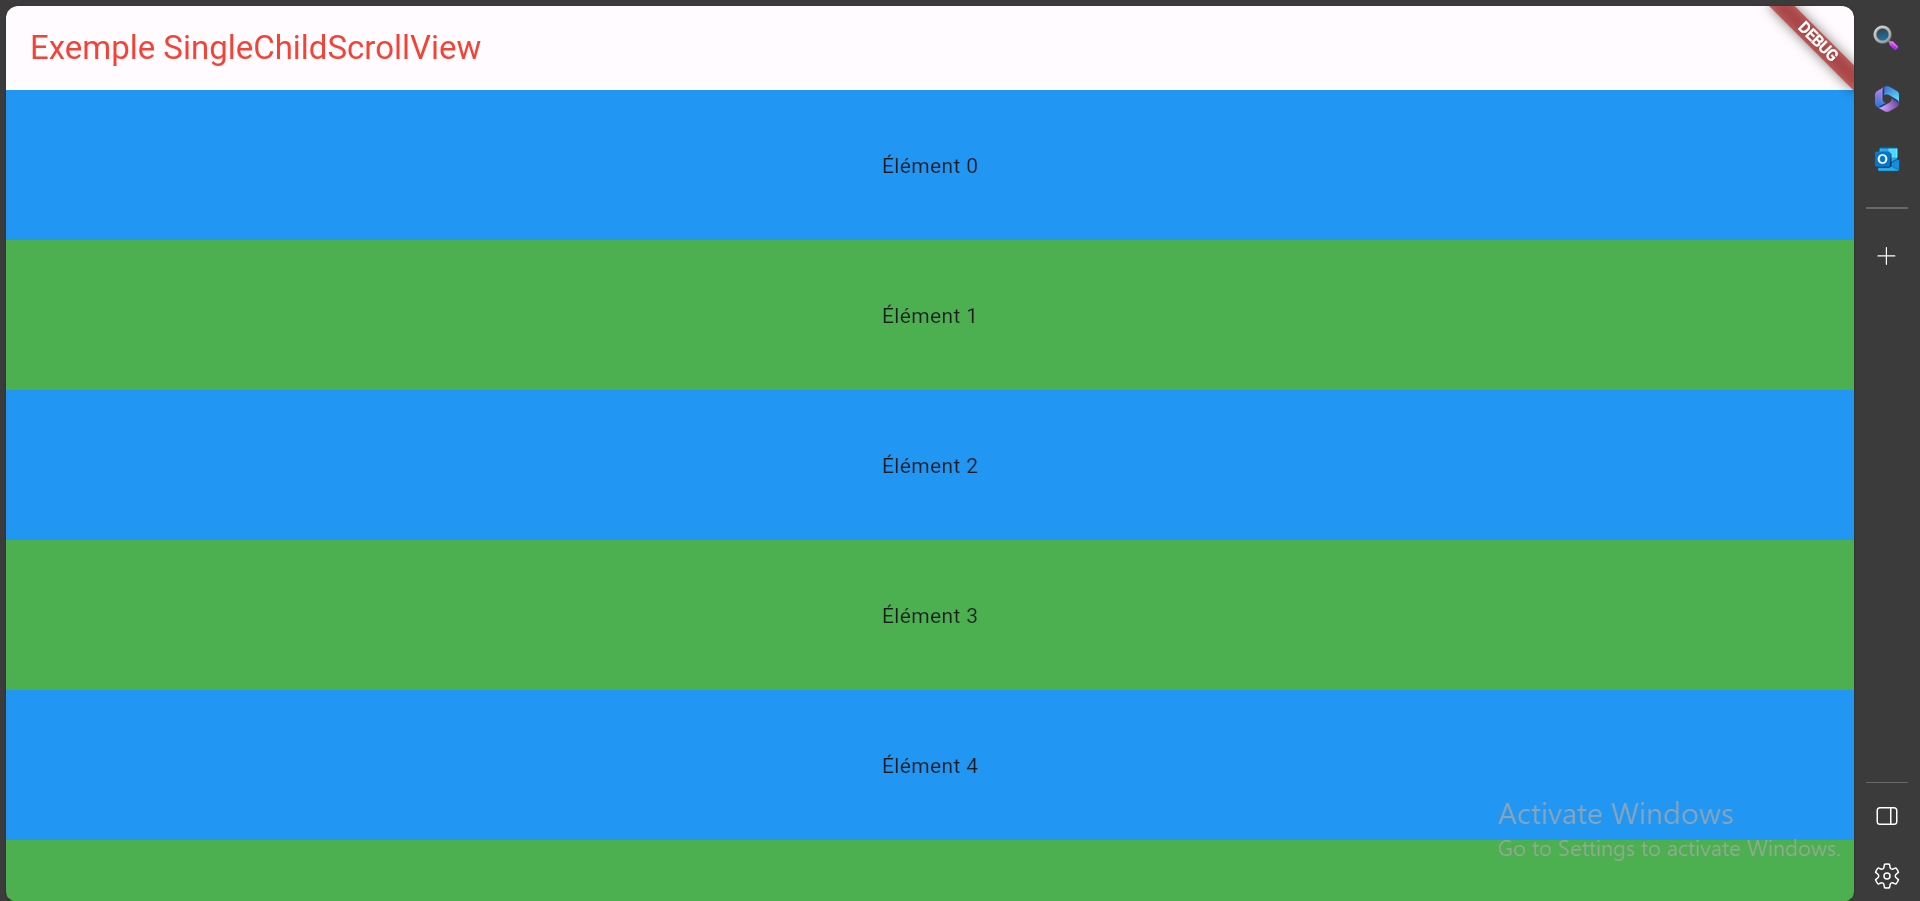 Exemple SingleChildScrollView
DEBUG
Élément 0
Élément 1
Élément 2
Élément 3
Élément 4
Activate Windows
Go to Settings to activate Windows.